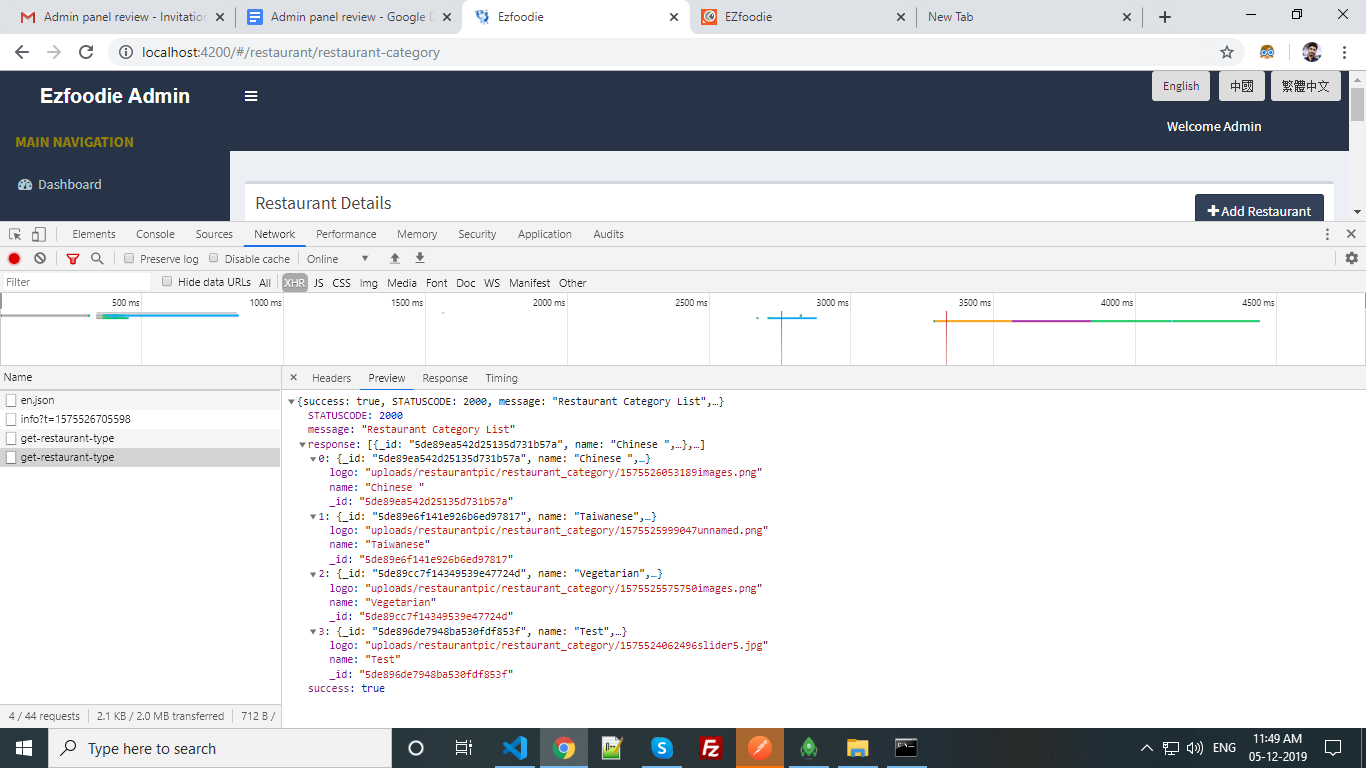 Admin panel review - Invitation
Admin panel review - Google D
Ezfoodie
EZfoodie
New Tab
localhost:4200/#/restaurant/restaurant-category
Ezfoodie Admin
English
中國
繁體中文
Welcome Admin
MAIN NAVIGATION
Dashboard
Restaurant Details
Add Restaurant
Elements Console Sources Network Performance Memory Security Application Audits
Preserve log Disable cache Online
Filter Hide data URLs All XHR JS CSS Img Media Font Doc WS Manifest Other
500 ms 1000 ms 1500 ms 2000 ms 2500 ms 3000 ms 3500 ms 4000 ms 4500 ms
Name
Headers Preview Response Timing
en.json
info?t=1575526705598
get-restaurant-type
get-restaurant-type
{success: true, STATUSCODE: 2000, message: "Restaurant Category List",…}
STATUSCODE: 2000
message: "Restaurant Category List"
response: [{_id: "5de89ea542d25135d731b57a", name: "Chinese ",…},…]
0: {_id: "5de89ea542d25135d731b57a", name: "Chinese ",…}
logo: "uploads/restaurantpic/restaurant_category/1575526053189images.png"
name: "Chinese "
_id: "5de89ea542d25135d731b57a"
1: {_id: "5de89e6f141e926b6ed97817", name: "Taiwanese",…}
logo: "uploads/restaurantpic/restaurant_category/1575525999047unnamed.png"
name: "Taiwanese"
_id: "5de89e6f141e926b6ed97817"
2: {_id: "5de89cc7f14349539e47724d", name: "Vegetarian",…}
logo: "uploads/restaurantpic/restaurant_category/1575525575750images.png"
name: "Vegetarian"
_id: "5de89cc7f14349539e47724d"
3: {_id: "5de896de7948ba530fdf853f", name: "Test",…}
logo: "uploads/restaurantpic/restaurant_category/1575524062496slider5.jpg"
name: "Test"
_id: "5de896de7948ba530fdf853f"
success: true
4 / 44 requests 2.1 KB / 2.0 MB transferred 712 B /
Type here to search
ENG
11:49 AM
05-12-2019